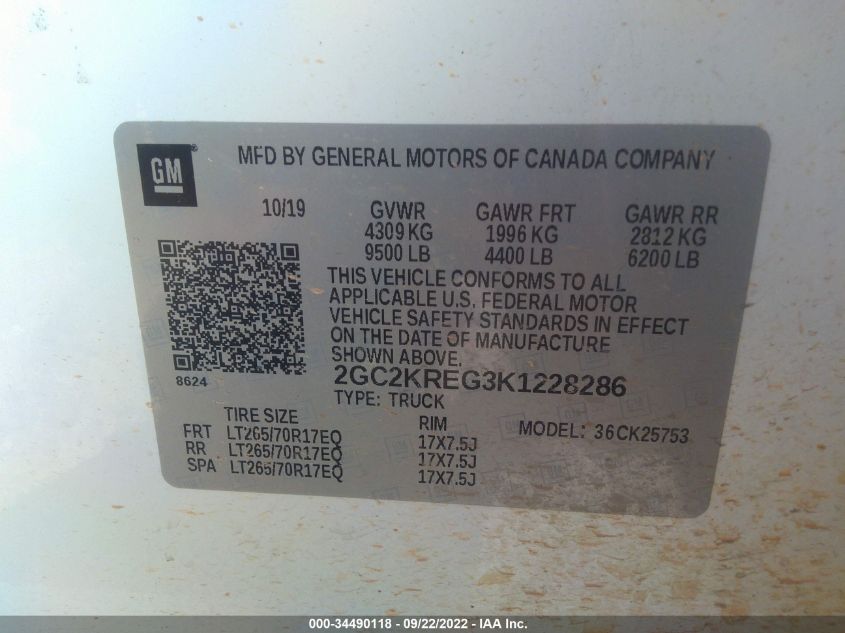 GM®
MFD BY GENERAL MOTORS OF CANADA COMPANY
10/19 GVWR GAWR FRT GAWR RR
4309 KG 1996 KG 2812 KG
9500 LB 4400 LB 6200 LB
THIS VEHICLE CONFORMS TO ALL
APPLICABLE U.S. FEDERAL MOTOR
VEHICLE SAFETY STANDARDS IN EFFECT
ON THE DATE OF MANUFACTURE
SHOWN ABOVE.
8624
2GC2KREG3K1228286
TYPE: TRUCK
TIRE SIZE RIM MODEL: 36CK25753
FRT LT265/70R17EQ 17X7.5J
RR LT265/70R17EQ 17X7.5J
SPA LT265/70R17EQ 17X7.5J
000-34490118 - 09/22/2022 - IAA Inc.